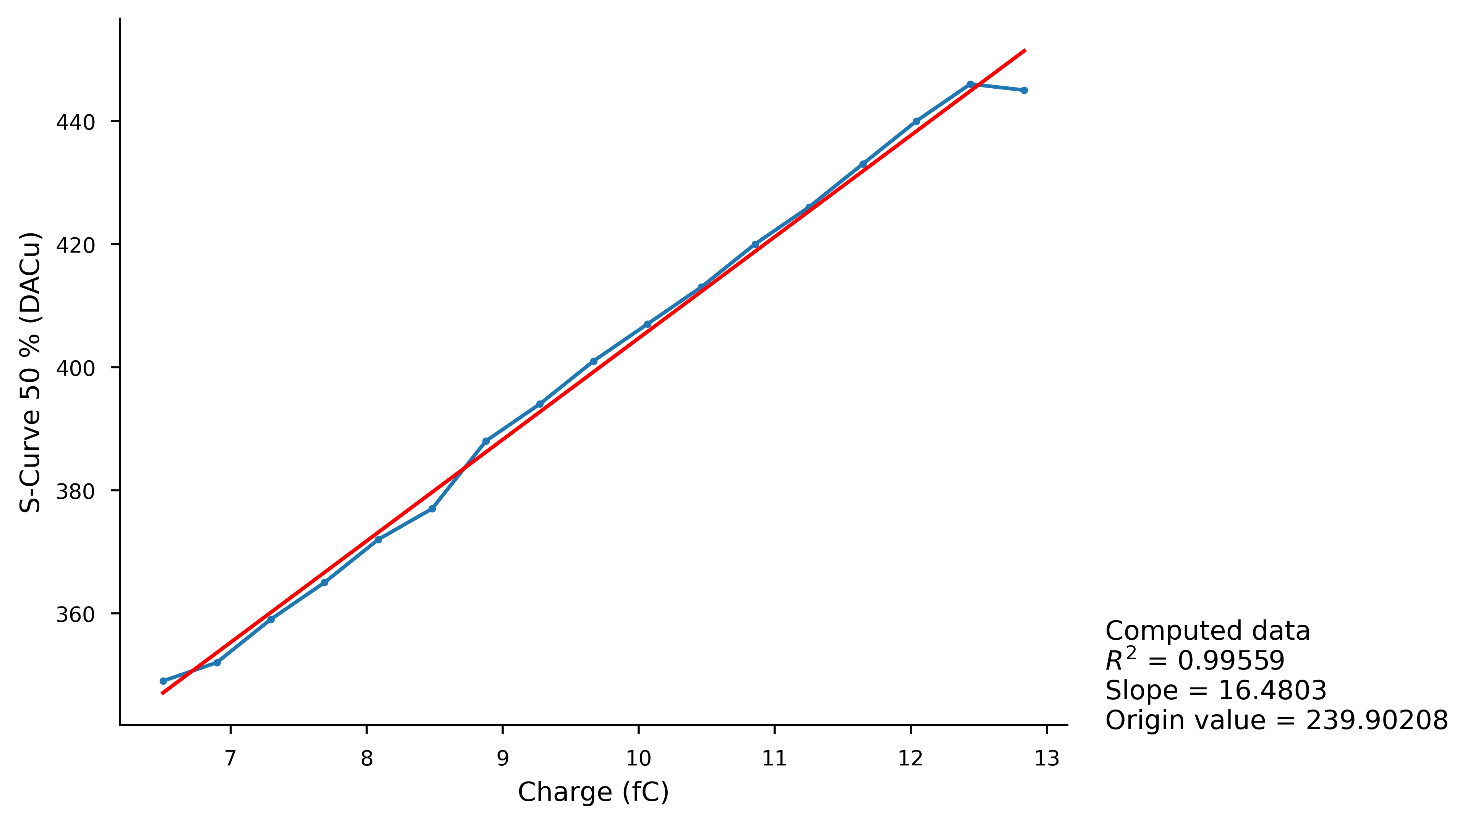 440
420
400
380
360
S-Curve 50 % (DACu)
7 8 9 10 11 12 13
Charge (fC)
Computed data
R² = 0.99559
Slope = 16.4803
Origin value = 239.90208